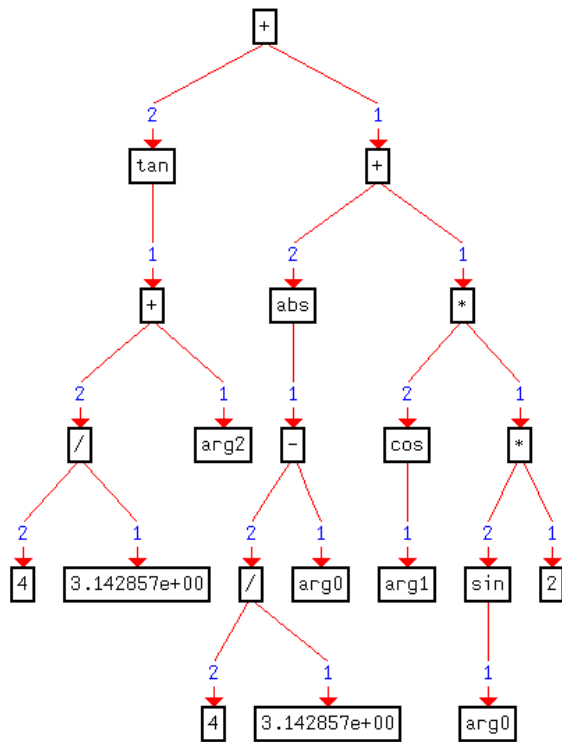 +
2 1
tan +
1 2 1
+ abs *
2 1 1 2 1
/ arg2 - cos *
2 1 2 1 1 2 1
4 3.142857e+00 / arg0 arg1 sin 2
2 1 1
4 3.142857e+00 arg0